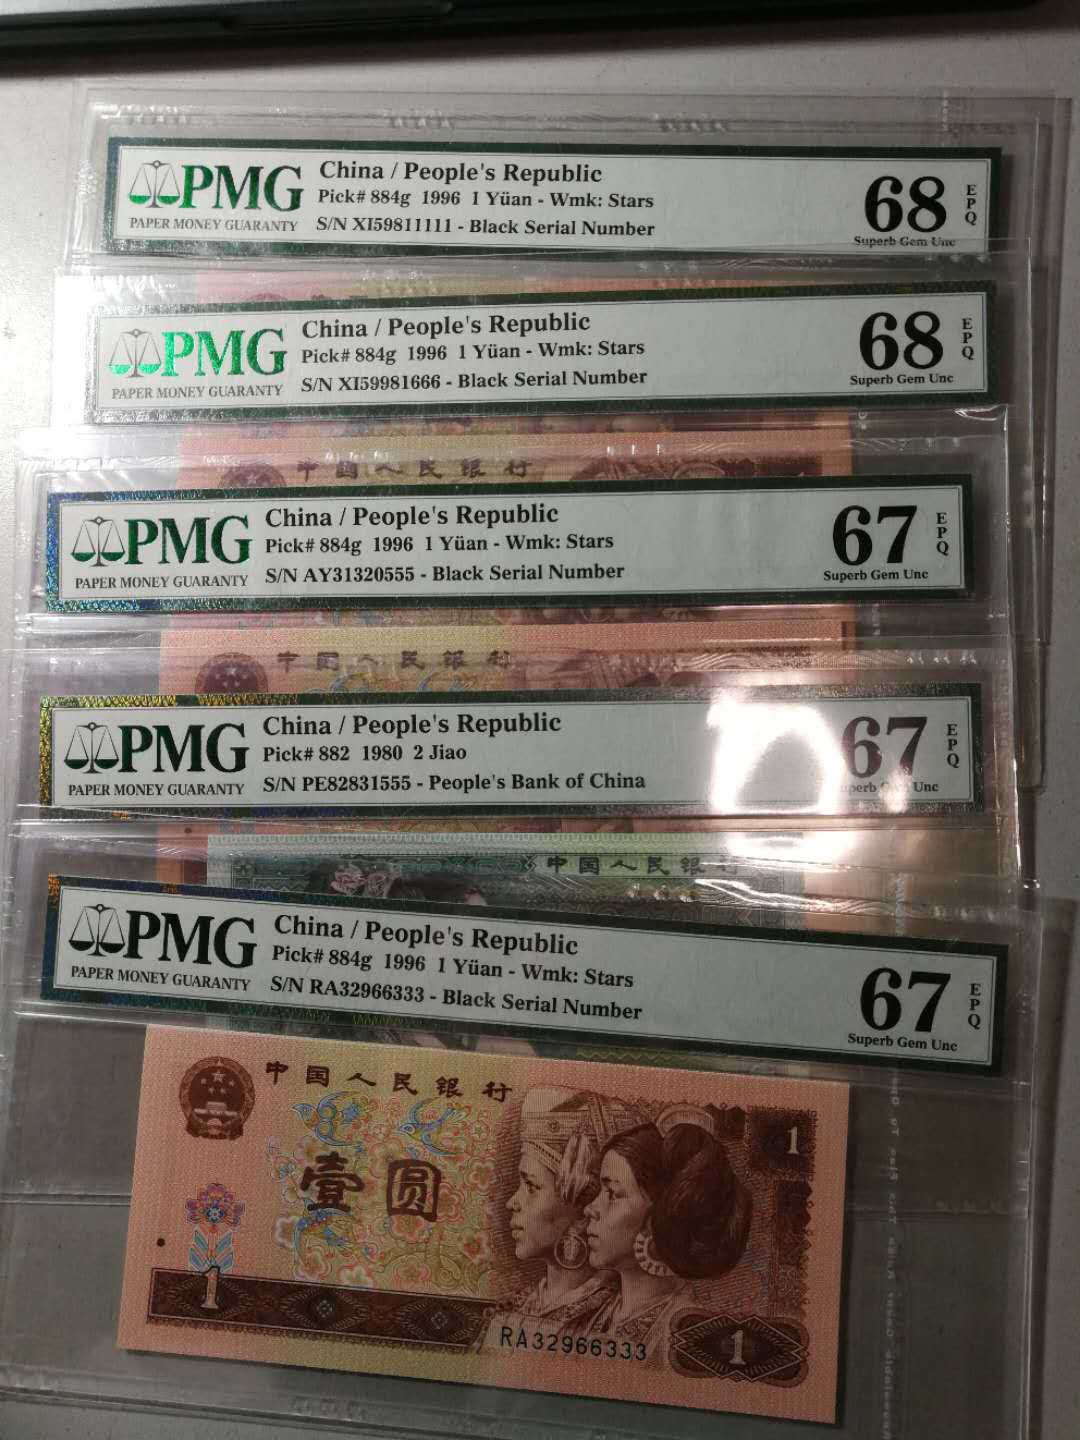 PMG
PAPER MONEY GUARANTY
China / People's Republic
Pick# 884g 1996 1 Yüan - Wmk: Stars
S/N XI59811111 - Black Serial Number
68
EPQ
Superb Gem Unc
PMG
PAPER MONEY GUARANTY
China / People's Republic
Pick# 884g 1996 1 Yüan - Wmk: Stars
S/N XI59981666 - Black Serial Number
68
EPQ
Superb Gem Unc
中国人民银行
PMG
PAPER MONEY GUARANTY
China / People's Republic
Pick# 884g 1996 1 Yüan - Wmk: Stars
S/N AY31320555 - Black Serial Number
67
EPQ
Superb Gem Unc
中国人民银行
PMG
PAPER MONEY GUARANTY
China / People's Republic
Pick# 882 1980 2 Jiao
S/N PE82831555 - People's Bank of China
67
EPQ
Unc
中国人民银行
PMG
PAPER MONEY GUARANTY
China / People's Republic
Pick# 884g 1996 1 Yüan - Wmk: Stars
S/N RA32966333 - Black Serial Number
67
EPQ
Superb Gem Unc
中国人民银行
1
壹圆
1
RA32966333
1